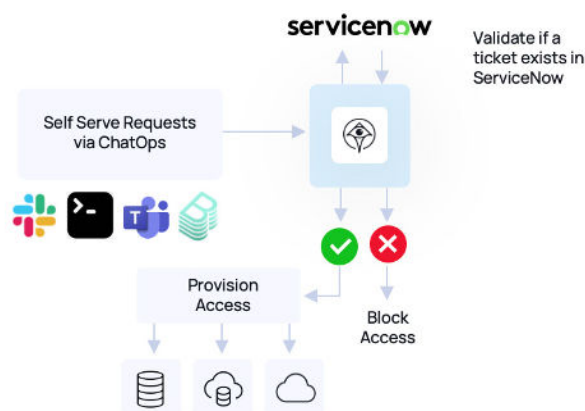 servicenow
Validate if a
ticket exists in
ServiceNow
Self Serve Requests
via ChatOps
>-
T
Provision
Access
Block
Access